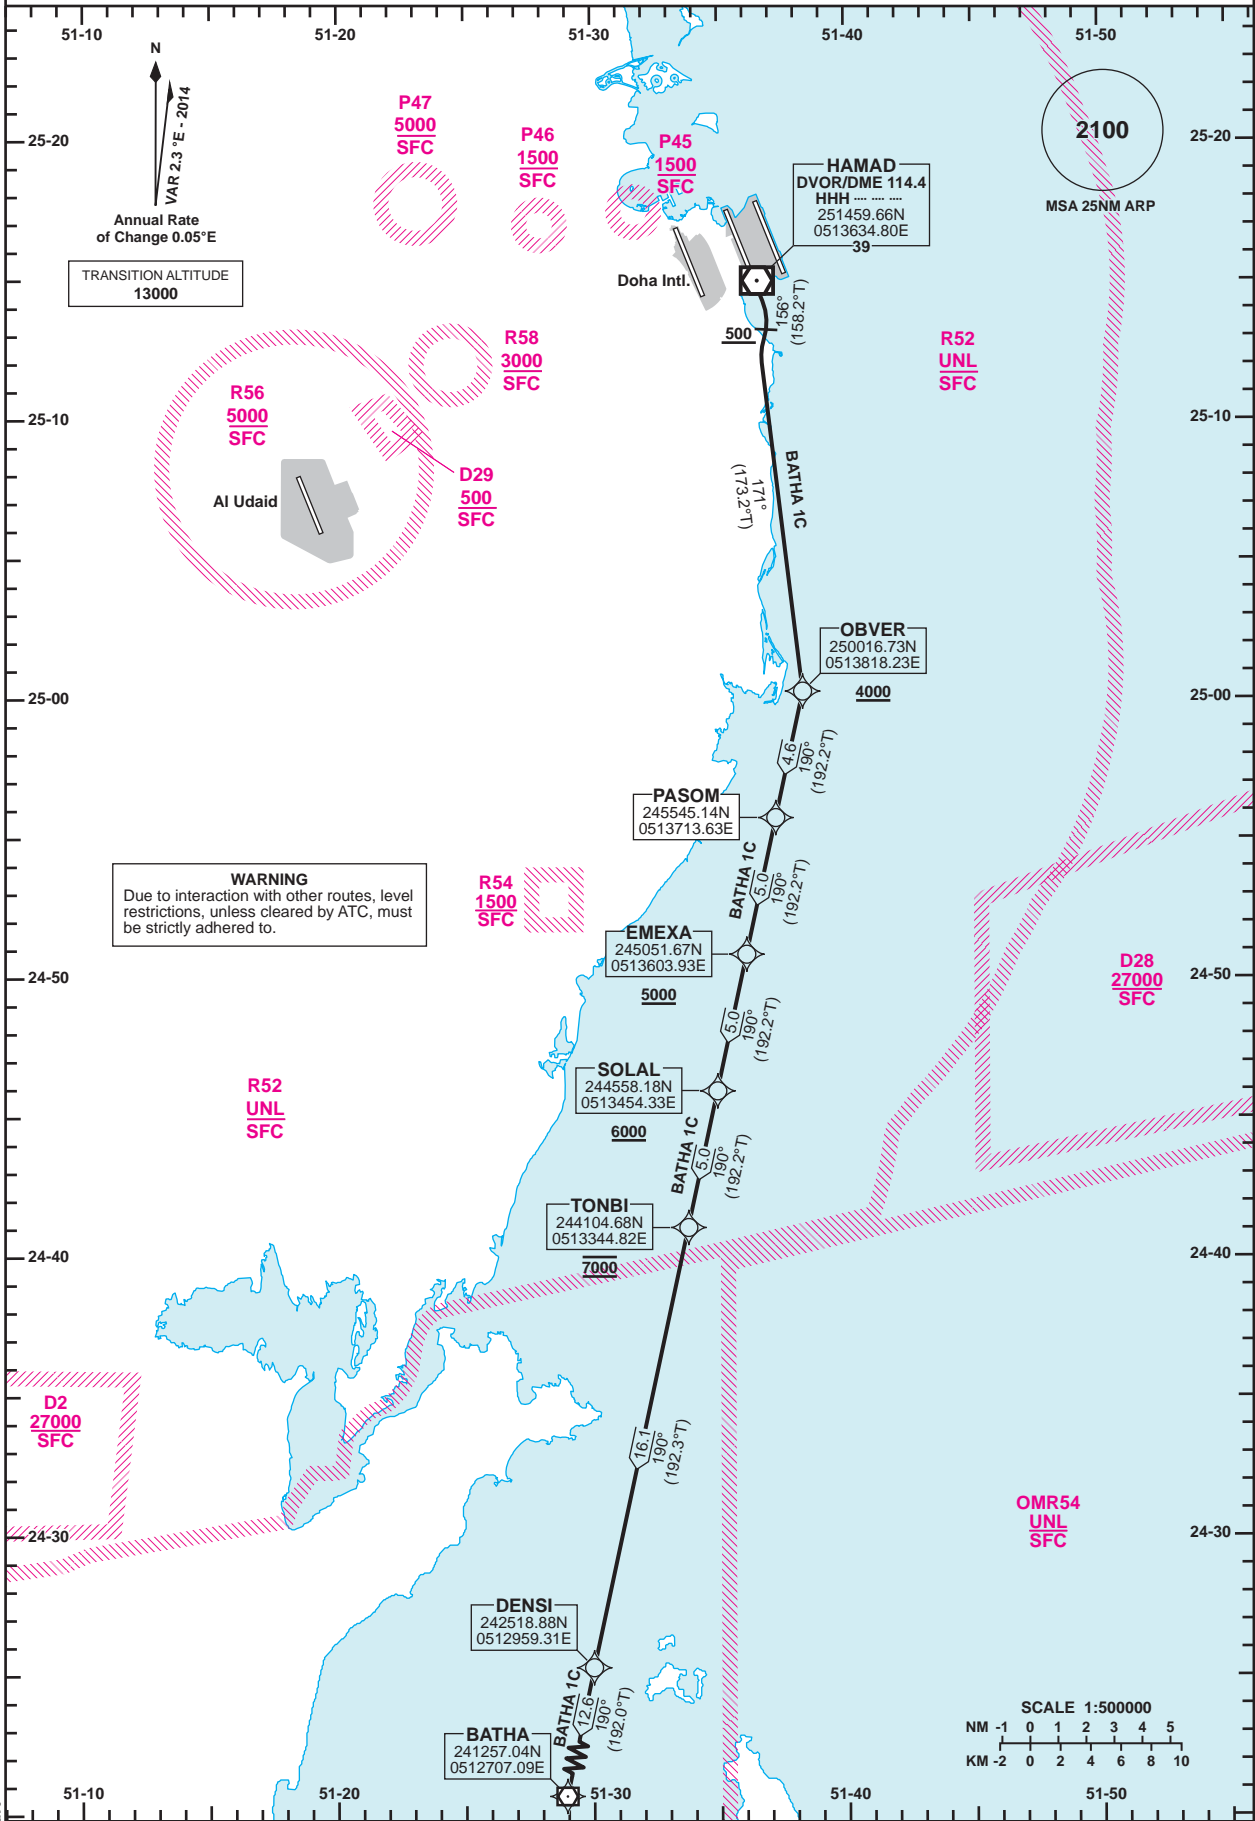 51-10
51-20
51-30
51-40
51-50
N
VAR 2.3 °E - 2014
Annual Rate
of Change 0.05°E
TRANSITION ALTITUDE
13000
25-20
P47
5000
SFC
P46
1500
SFC
P45
1500
SFC
HAMAD
DVOR/DME 114.4
HHH .... .... ....
251459.66N
0513634.80E
39
2100
MSA 25NM ARP
25-20
Doha Intl.
500
156°
(158.2°T)
R58
3000
SFC
R52
UNL
SFC
R56
5000
SFC
25-10
25-10
D29
500
SFC
Al Udaid
BATHA 1C
171°
(173.2°T)
OBVER
250016.73N
0513818.23E
4000
25-00
25-00
4.6
190°
(192.2°T)
PASOM
245545.14N
0513713.63E
BATHA 1C
5.0
190°
(192.2°T)
WARNING
Due to interaction with other routes, level
restrictions, unless cleared by ATC, must
be strictly adhered to.
R54
1500
SFC
EMEXA
245051.67N
0513603.93E
5000
D28
27000
SFC
24-50
24-50
5.0
190°
(192.2°T)
SOLAL
244558.18N
0513454.33E
6000
R52
UNL
SFC
BATHA 1C
5.0
190°
(192.2°T)
TONBI
244104.68N
0513344.82E
7000
24-40
24-40
D2
27000
SFC
16.1
190°
(192.3°T)
OMR54
UNL
SFC
24-30
24-30
DENSI
242518.88N
0512959.31E
BATHA 1C
12.6
190°
(192.0°T)
BATHA
241257.04N
0512707.09E
SCALE 1:500000
NM -1 0 1 2 3 4 5
KM -2 0 2 4 6 8 10
51-10
51-20
51-30
51-40
51-50